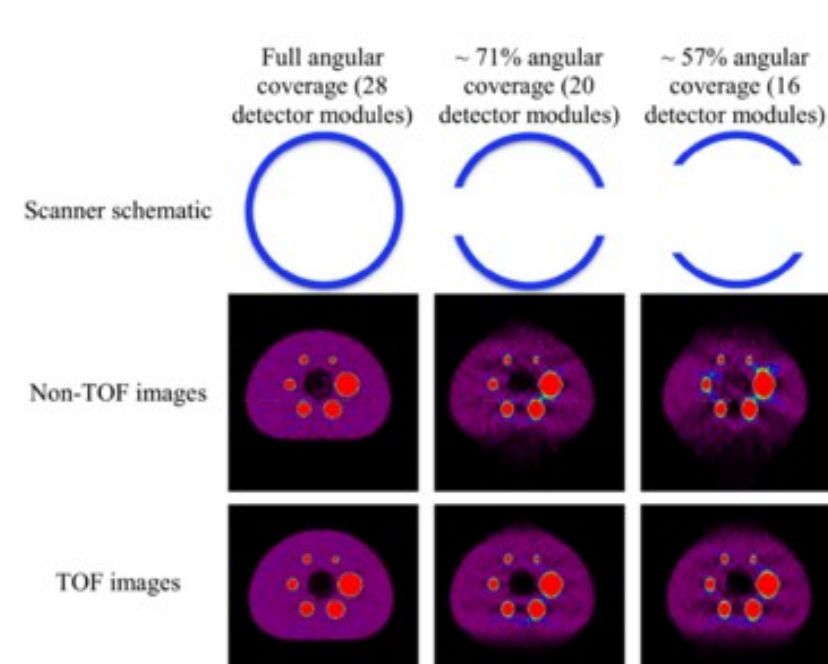 Full angular
coverage (28
detector modules)
~ 71% angular
coverage (20
detector modules)
~ 57% angular
coverage (16
detector modules)
Scanner schematic
Non-TOF images
TOF images